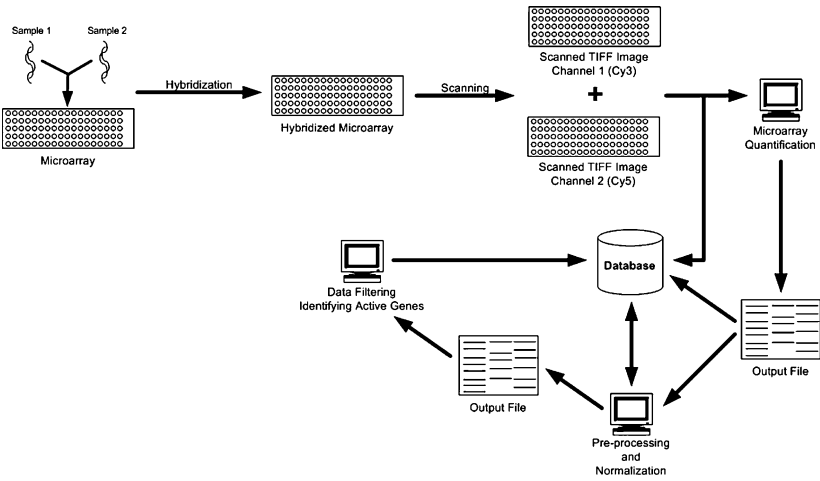 Sample 1
Sample 2
Microarray
Hybridization
Hybridized Microarray
Scanning
Scanned TIFF Image
Channel 1 (Cy3)
+
Scanned TIFF Image
Channel 2 (Cy5)
Microarray
Quantification
Database
Data Filtering
Identifying Active Genes
Output File
Output File
Pre-processing
and
Normalization